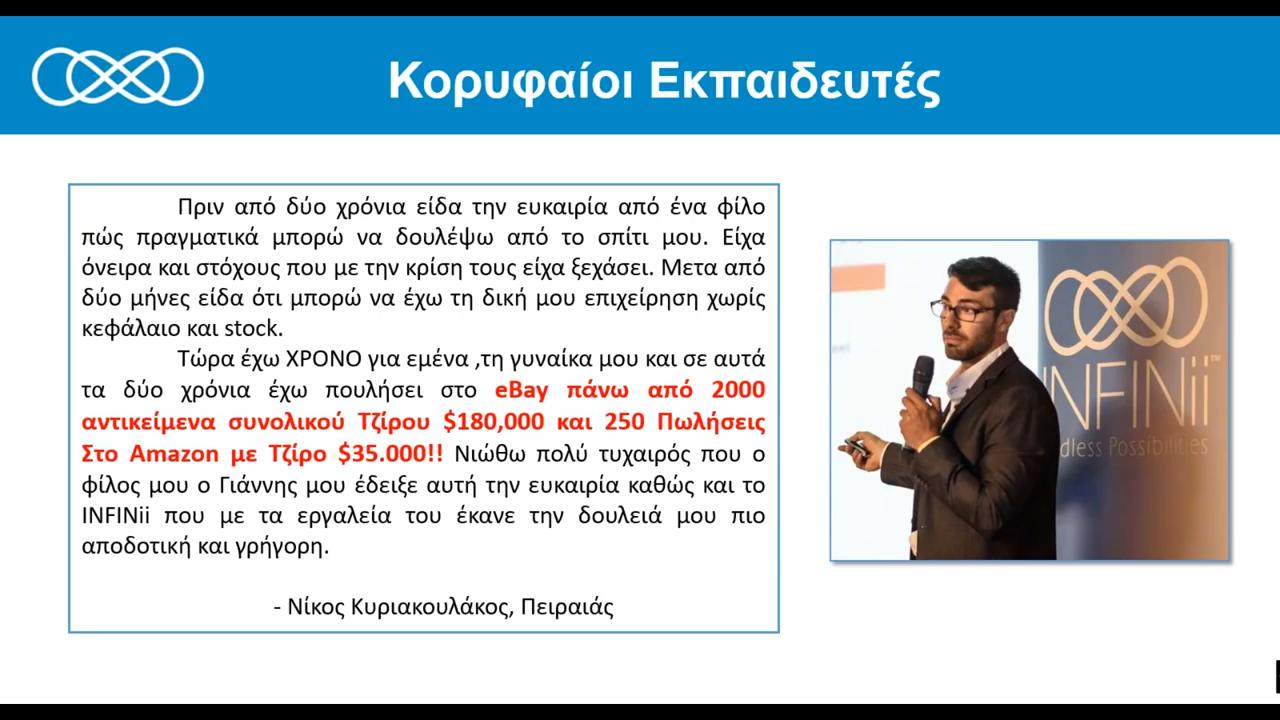 Κορυφαίοι Εκπαιδευτές
Πριν από δύο χρόνια είδα την ευκαιρία από ένα φίλο
πώς πραγματικά μπορώ να δουλέψω από το σπίτι μου. Είχα
όνειρα και στόχους που με την κρίση τους είχα ξεχάσει. Μετα από
δύο μήνες είδα ότι μπορώ να έχω τη δική μου επιχείρηση χωρίς
κεφάλαιο και stock.
Τώρα έχω ΧΡΟΝΟ για εμένα ,τη γυναίκα μου και σε αυτά
τα δύο χρόνια έχω πουλήσει στο eBay πάνω από 2000
αντικείμενα συνολικού Τζίρου $180,000 και 250 Πωλήσεις
Στο Amazon με Τζίρο $35.000!! Νιώθω πολύ τυχαιρός που ο
φίλος μου ο Γιάννης μου έδειξε αυτή την ευκαιρία καθώς και το
INFINii που με τα εργαλεία του έκανε την δουλειά μου πιο
αποδοτική και γρήγορη.
- Νίκος Κυριακουλάκος, Πειραιάς
NFINii™
dless Possibilities